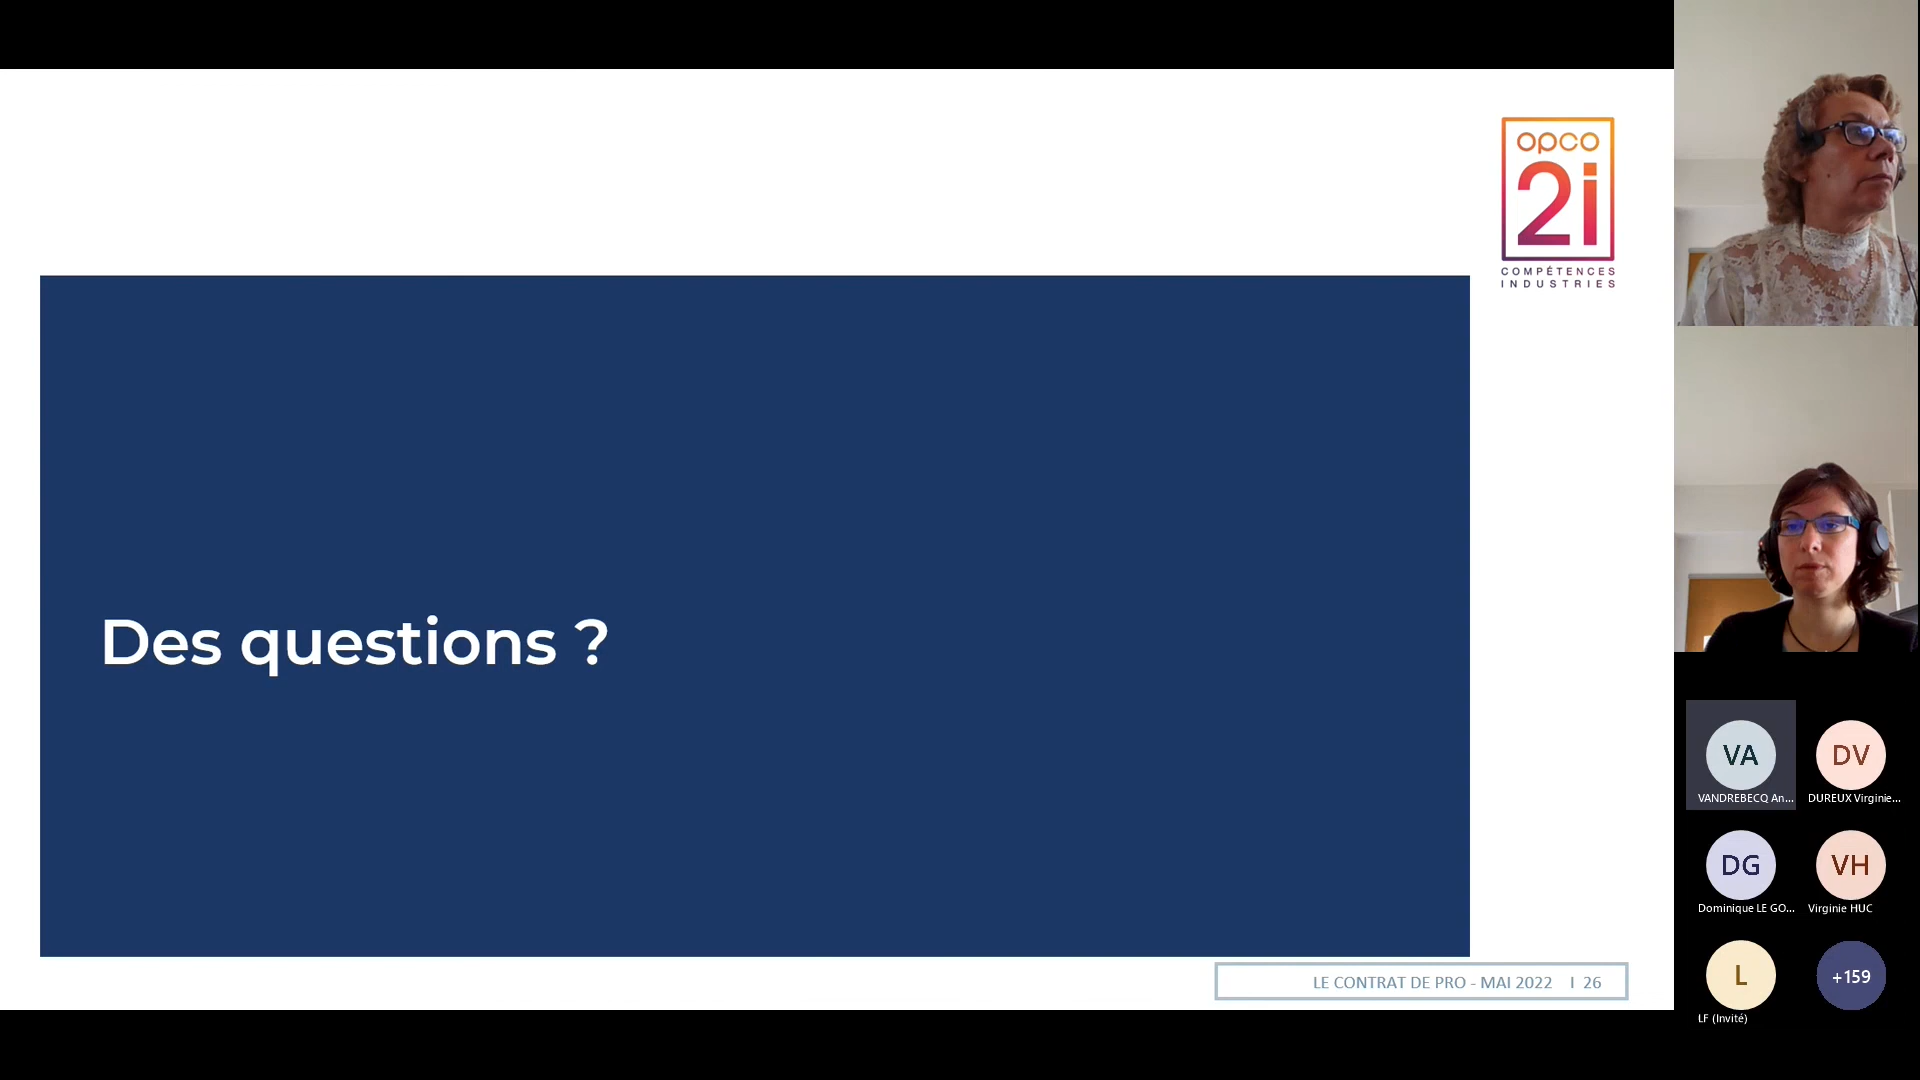 opco
2i
COMPÉTENCES
INDUSTRIES
Des questions ?
LE CONTRAT DE PRO - MAI 2022 I 26
VA
VANDREBECQ An...
DV
DUREUX Virginie...
DG
Dominique LE GO...
VH
Virginie HUC
L
LF (Invité)
+159